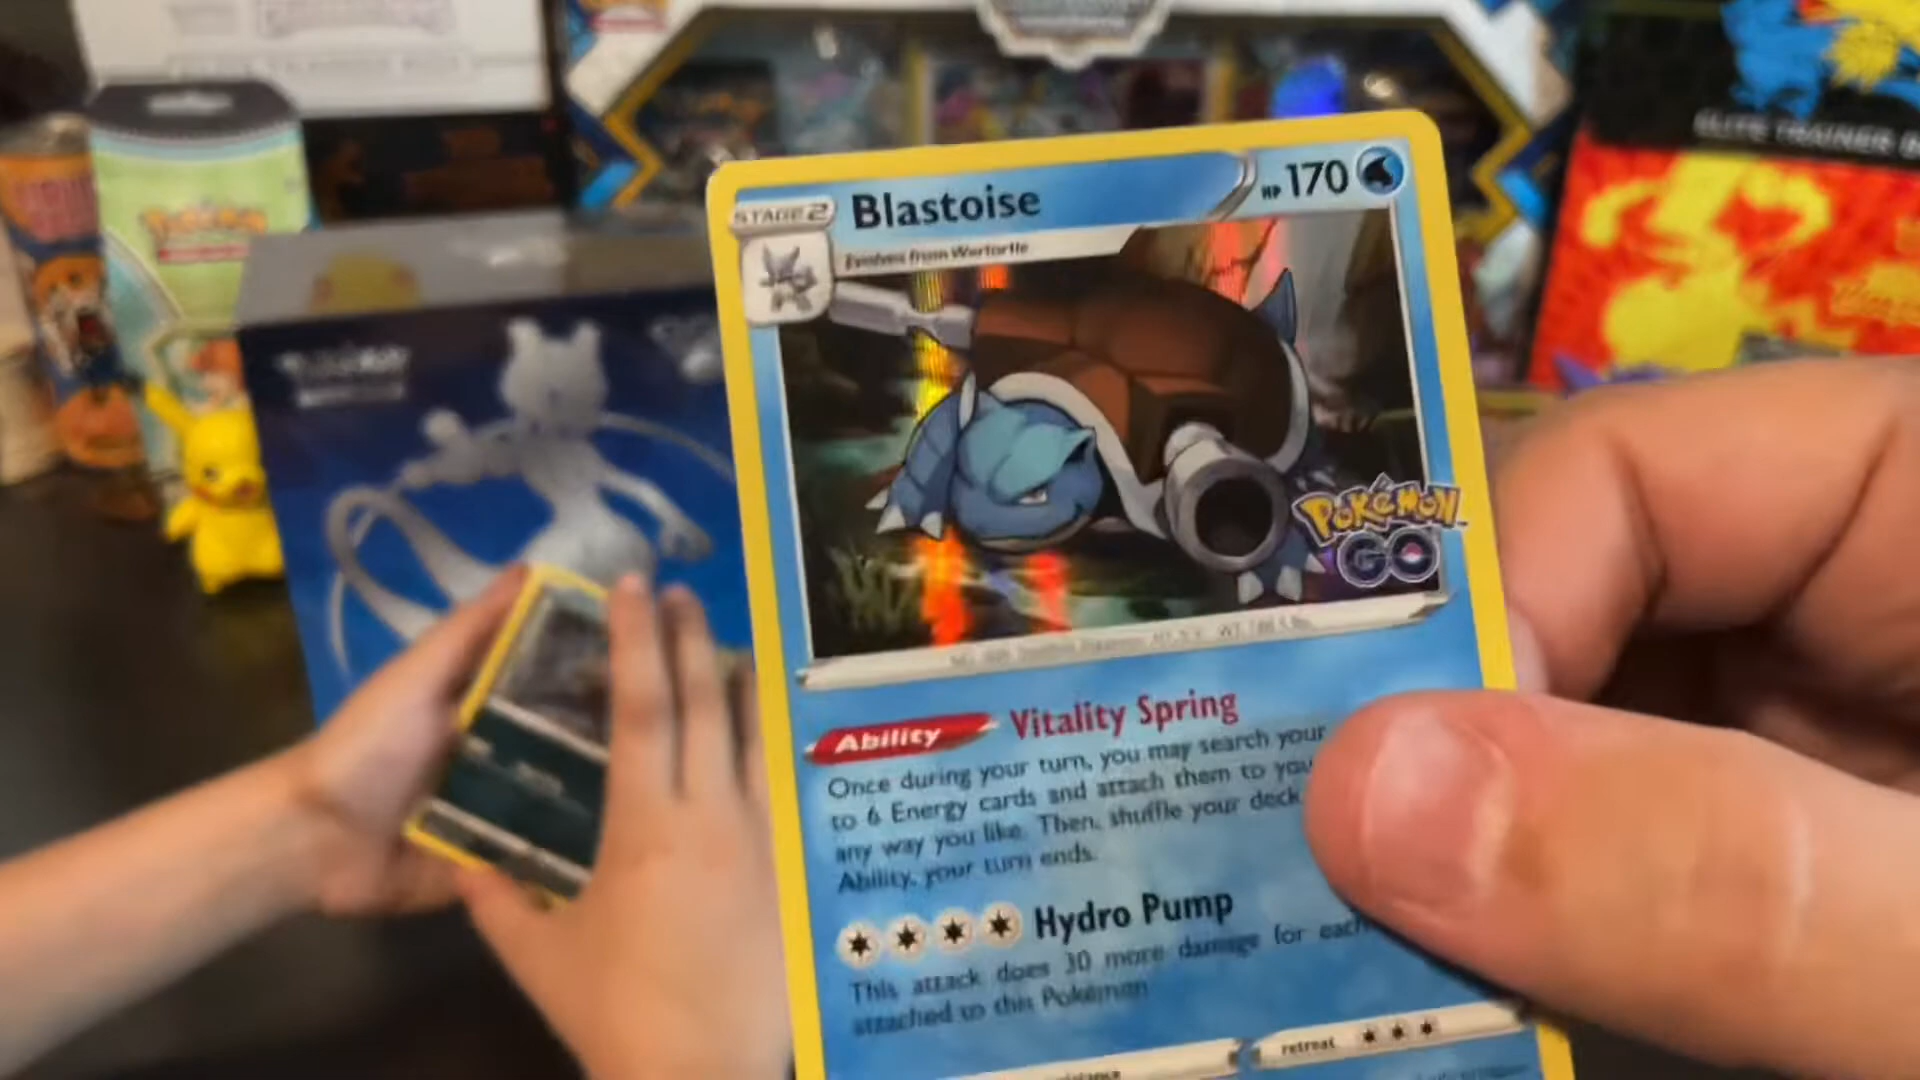 ELITE TRAINER
STAGE 2
Blastoise
HP 170
Evolves from Wartortle
POKÉMON
GO
Pokémon
Ability Vitality Spring
Once during your turn, you may search your
to 6 Energy cards and attach them to you
any way you like. Then, shuffle your deck
Ability, your turn ends.
Hydro Pump
This attack does 30 more damage for each
attached to this Pokémon
retreat